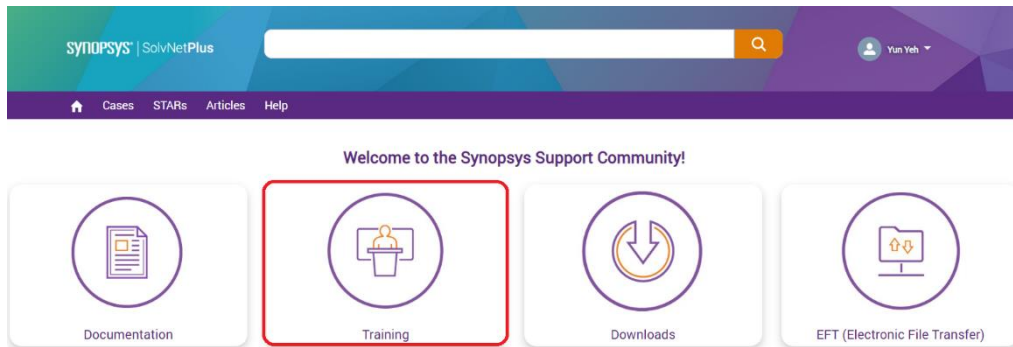 SYNOPSYS® | SolvNetPlus
Yun Yeh
Cases STARs Articles Help
Welcome to the Synopsys Support Community!
Documentation Training Downloads EFT (Electronic File Transfer)